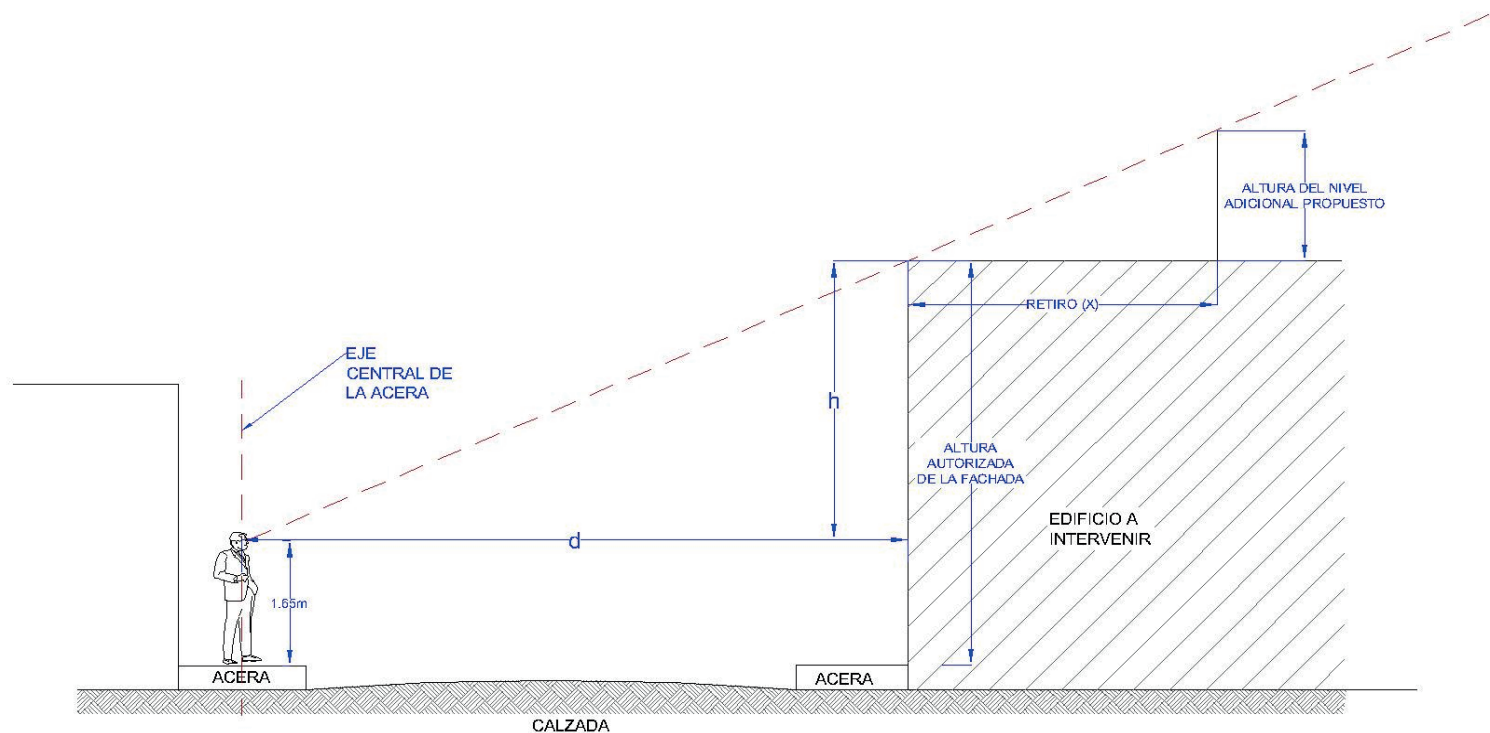 ALTURA DEL NIVEL
ADICIONAL PROPUESTO
RETIRO (X)
EJE
CENTRAL DE
LA ACERA
h
ALTURA
AUTORIZADA
DE LA FACHADA
EDIFICIO A
INTERVENIR
d
1.65m
ACERA
ACERA
CALZADA